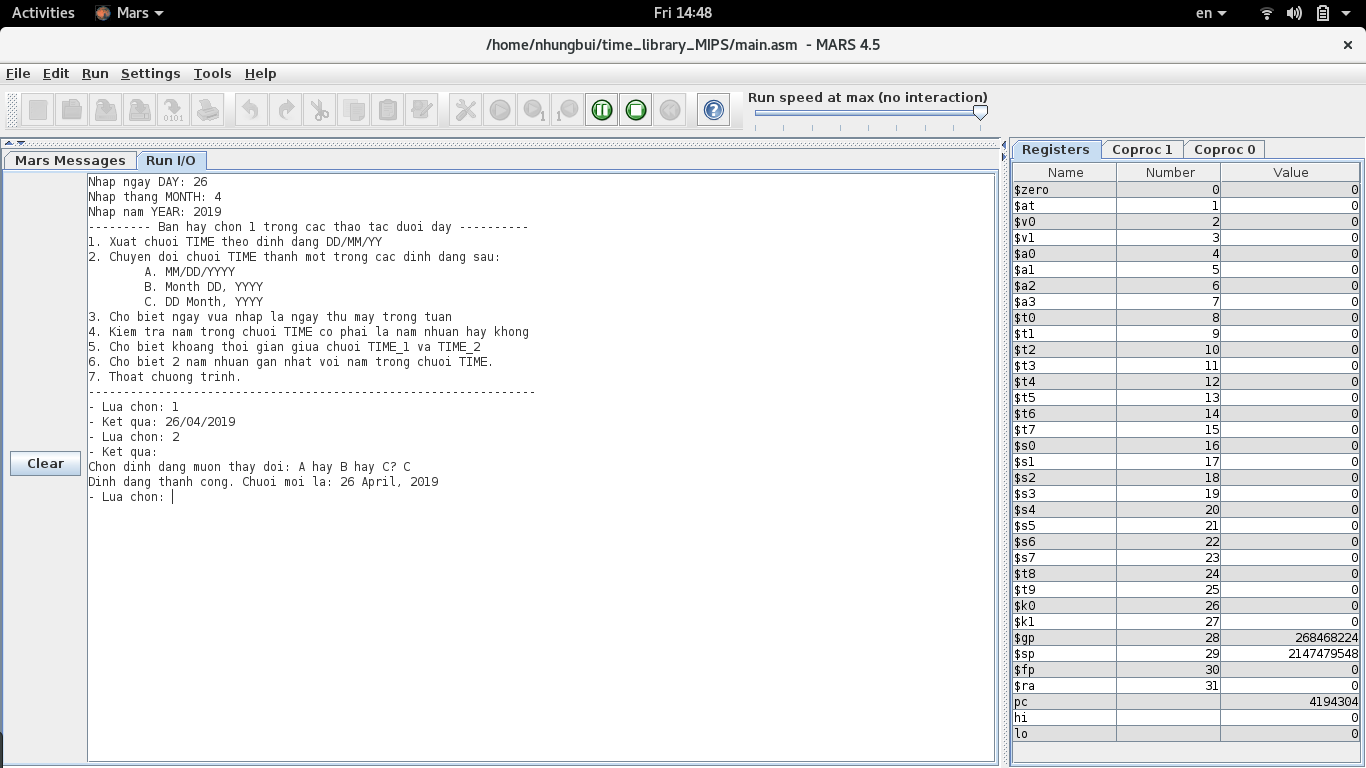 Activities Mars Fri 14:48 en
/home/nhungbui/time_library_MIPS/main.asm - MARS 4.5
File Edit Run Settings Tools Help
Run speed at max (no interaction)
Mars Messages Run I/O
Clear
Nhap ngay DAY: 26
Nhap thang MONTH: 4
Nhap nam YEAR: 2019
--------- Ban hay chon 1 trong cac thao tac duoi day ----------
1. Xuat chuoi TIME theo dinh dang DD/MM/YY
2. Chuyen doi chuoi TIME thanh mot trong cac dinh dang sau:
A. MM/DD/YYYY
B. Month DD, YYYY
C. DD Month, YYYY
3. Cho biet ngay vua nhap la ngay thu may trong tuan
4. Kiem tra nam trong chuoi TIME co phai la nam nhuan hay khong
5. Cho biet khoang thoi gian giua chuoi TIME_1 va TIME_2
6. Cho biet 2 nam nhuan gan nhat voi nam trong chuoi TIME.
7. Thoat chuong trinh.
----------------------------------------------------------------
- Lua chon: 1
- Ket qua: 26/04/2019
- Lua chon: 2
- Ket qua:
Chon dinh dang muon thay doi: A hay B hay C? C
Dinh dang thanh cong. Chuoi moi la: 26 April, 2019
- Lua chon:
Registers Coproc 1 Coproc 0
Name Number Value
$zero 0 0
$at 1 0
$v0 2 0
$v1 3 0
$a0 4 0
$a1 5 0
$a2 6 0
$a3 7 0
$t0 8 0
$t1 9 0
$t2 10 0
$t3 11 0
$t4 12 0
$t5 13 0
$t6 14 0
$t7 15 0
$s0 16 0
$s1 17 0
$s2 18 0
$s3 19 0
$s4 20 0
$s5 21 0
$s6 22 0
$s7 23 0
$t8 24 0
$t9 25 0
$k0 26 0
$k1 27 0
$gp 28 268468224
$sp 29 2147479548
$fp 30 0
$ra 31 0
pc 4194304
hi 0
lo 0